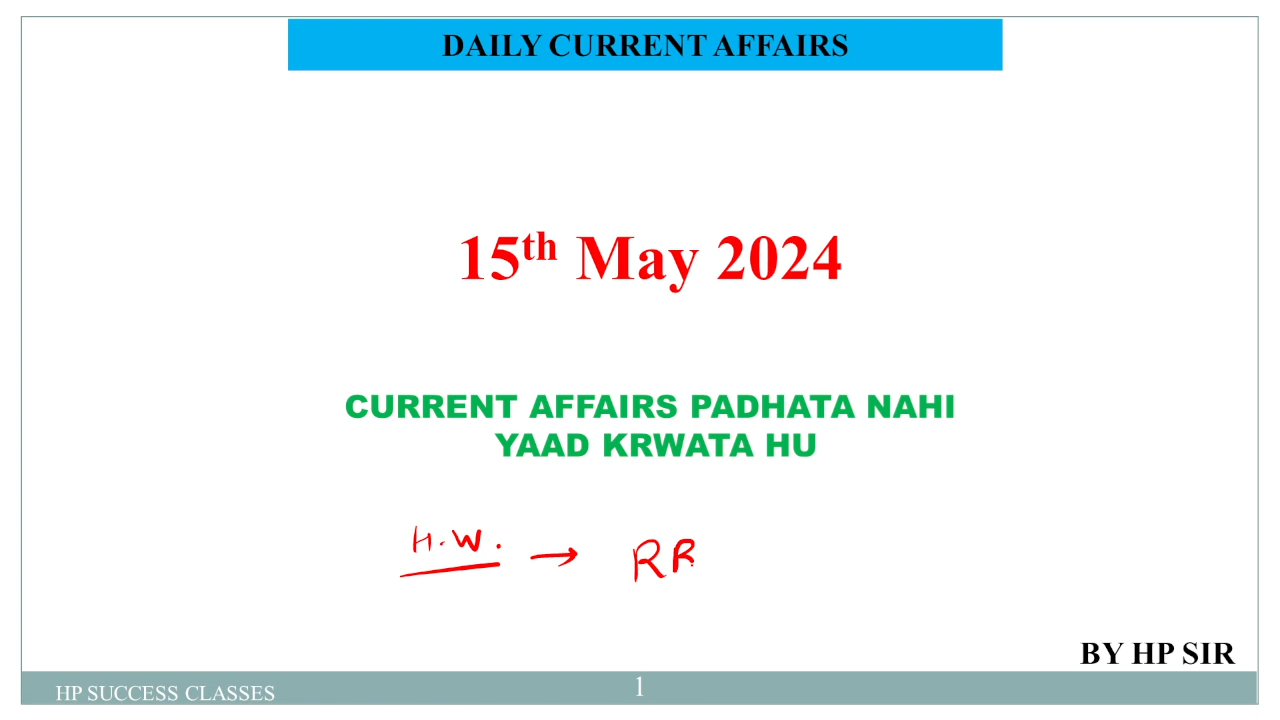 DAILY CURRENT AFFAIRS
15th May 2024
CURRENT AFFAIRS PADHATA NAHI
YAAD KRWATA HU
H.W. → RR
BY HP SIR
HP SUCCESS CLASSES
1